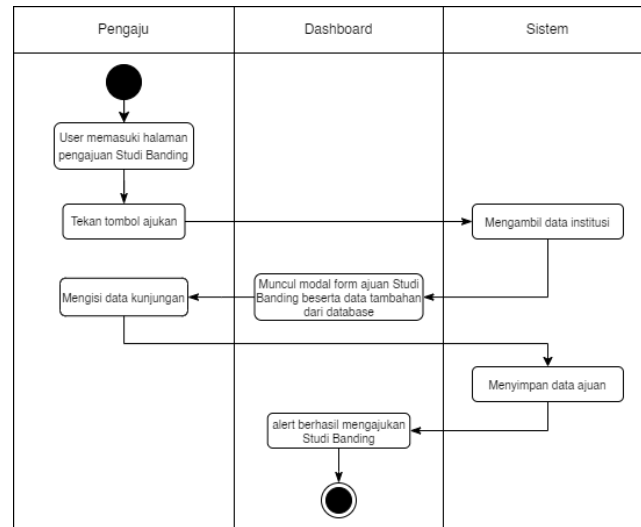 Pengaju
Dashboard
Sistem
User memasuki halaman
pengajuan Studi Banding
Tekan tombol ajukan
Mengambil data institusi
Muncul modal form ajuan Studi
Banding beserta data tambahan
dari database
Mengisi data kunjungan
Menyimpan data ajuan
alert berhasil mengajukan
Studi Banding